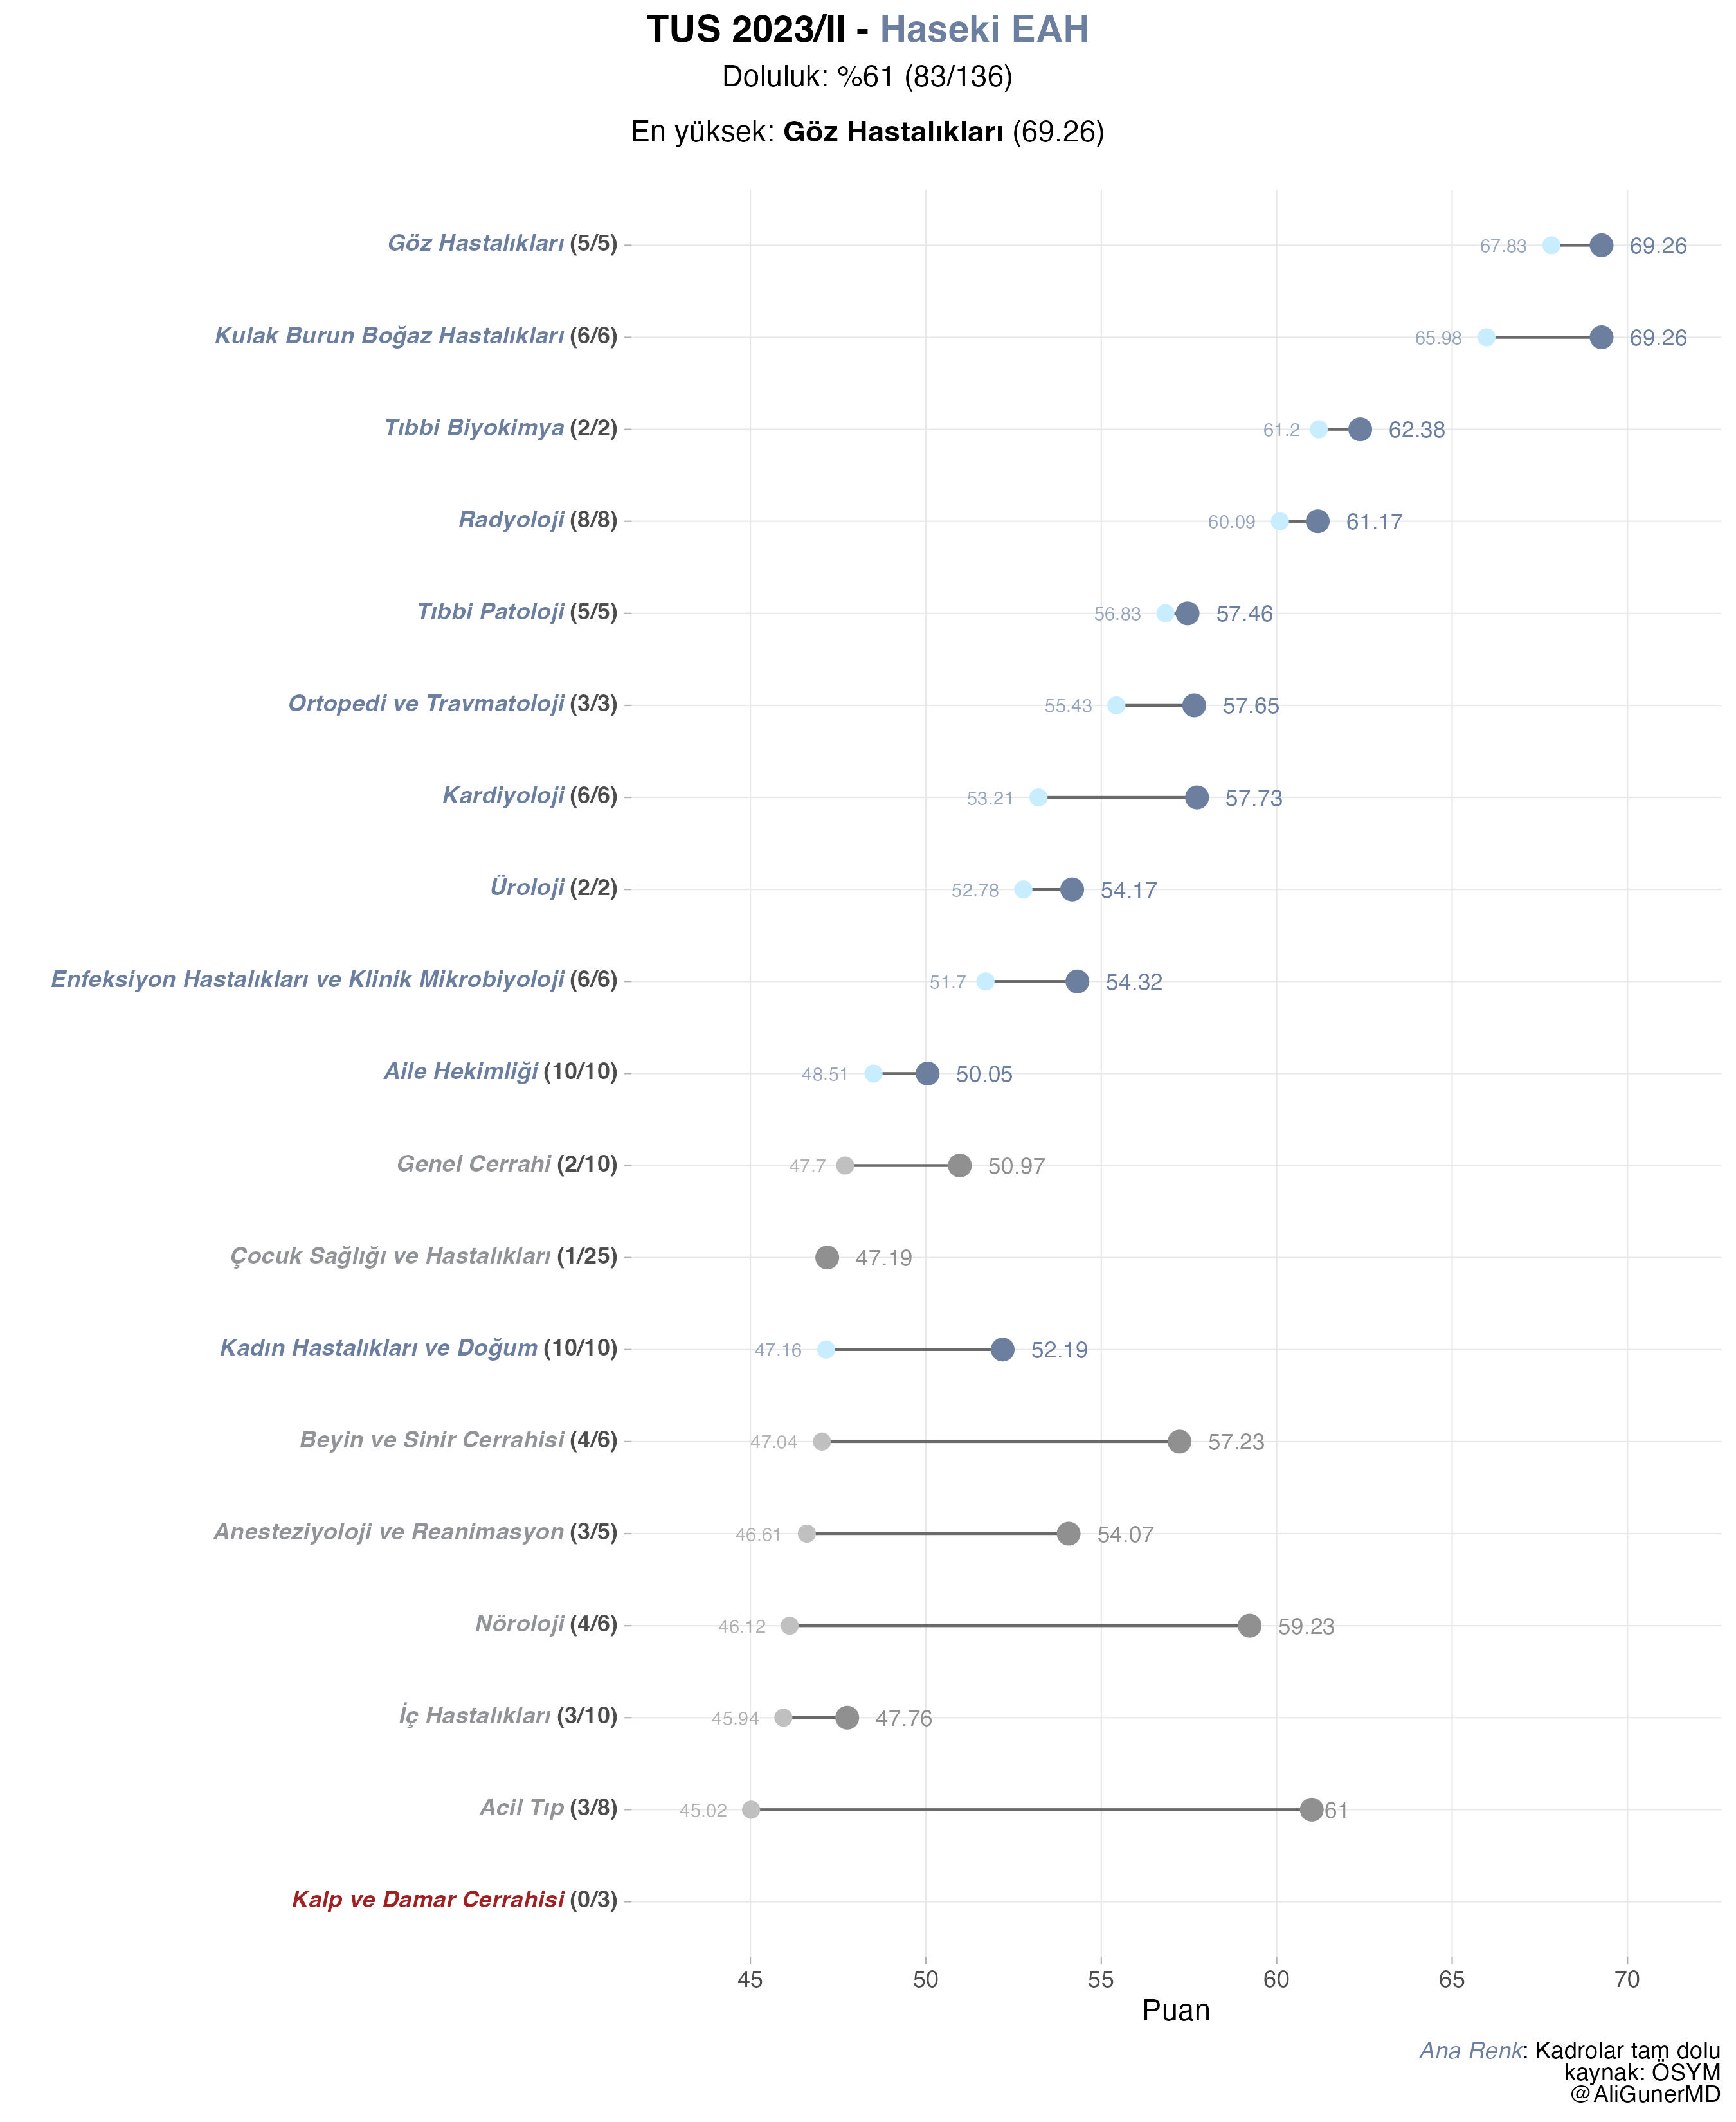 TUS 2023/II - Haseki EAH
Doluluk: %61 (83/136)
En yüksek: Göz Hastalıkları (69.26)
Göz Hastalıkları (5/5) 67.83 69.26
Kulak Burun Boğaz Hastalıkları (6/6) 65.98 69.26
Tıbbi Biyokimya (2/2) 61.2 62.38
Radyoloji (8/8) 60.09 61.17
Tıbbi Patoloji (5/5) 56.83 57.46
Ortopedi ve Travmatoloji (3/3) 55.43 57.65
Kardiyoloji (6/6) 53.21 57.73
Üroloji (2/2) 52.78 54.17
Enfeksiyon Hastalıkları ve Klinik Mikrobiyoloji (6/6) 51.7 54.32
Aile Hekimliği (10/10) 48.51 50.05
Genel Cerrahi (2/10) 47.7 50.97
Çocuk Sağlığı ve Hastalıkları (1/25) 47.19
Kadın Hastalıkları ve Doğum (10/10) 47.16 52.19
Beyin ve Sinir Cerrahisi (4/6) 47.04 57.23
Anesteziyoloji ve Reanimasyon (3/5) 46.61 54.07
Nöroloji (4/6) 46.12 59.23
İç Hastalıkları (3/10) 45.94 47.76
Acil Tıp (3/8) 45.02 61
Kalp ve Damar Cerrahisi (0/3)
45 50 55 60 65 70
Puan
Ana Renk: Kadrolar tam dolu
kaynak: ÖSYM
@AliGunerMD